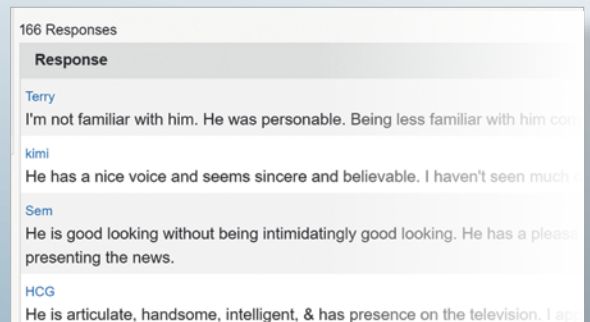 166 Responses
Response
Terry
I'm not familiar with him. He was personable. Being less familiar with him
kimi
He has a nice voice and seems sincere and believable. I haven't seen much
Sem
He is good looking without being intimidatingly good looking. He has a
presenting the news.
HCG
He is articulate, handsome, intelligent, & has presence on the television. I